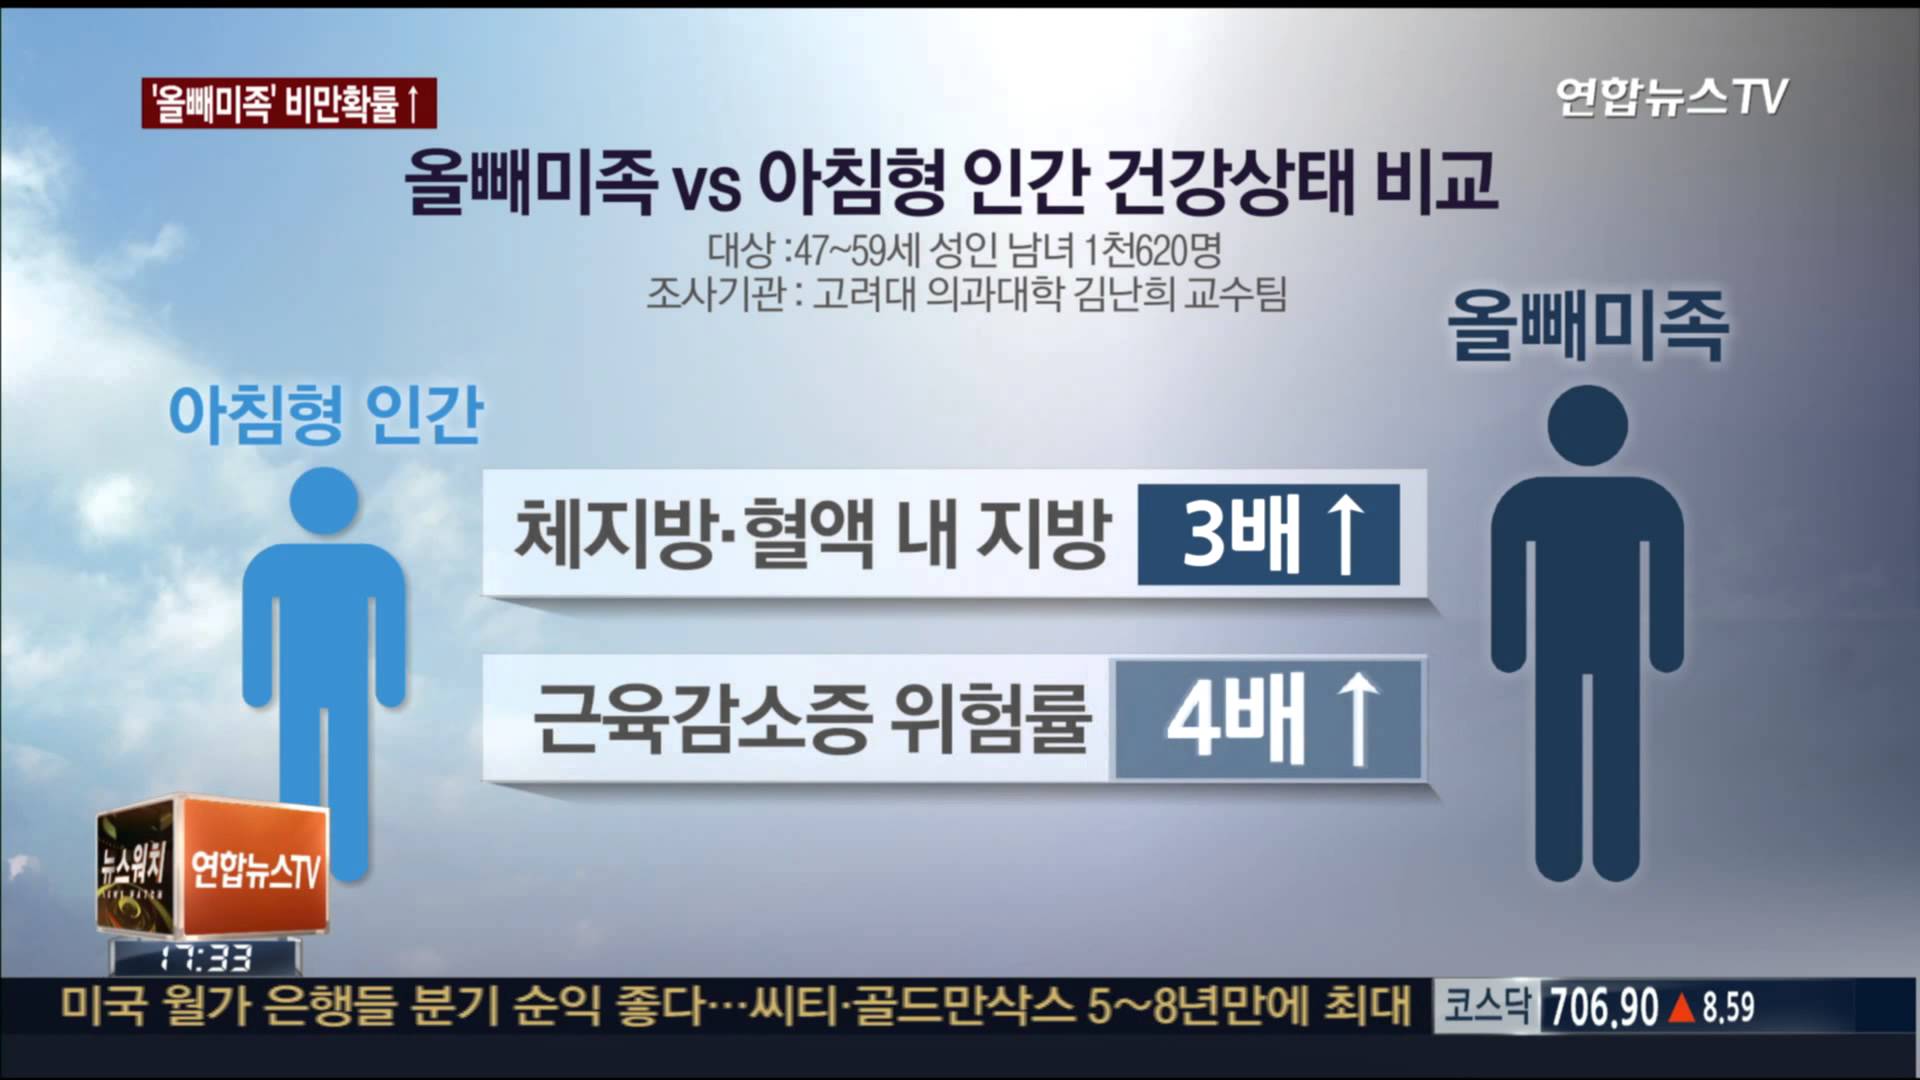 '올빼미족' 비만확률↑
연합뉴스TV
올빼미족 vs 아침형 인간 건강상태 비교
대상 :47~59세 성인 남녀 1천620명
조사기관 : 고려대 의과대학 김난희 교수팀
올빼미족
아침형 인간
체지방·혈액 내 지방 3배↑
근육감소증 위험률 4배↑
뉴스워치
NEWS WATCH
연합뉴스TV
17:33
미국 월가 은행들 분기 순익 좋다…씨티·골드만삭스 5~8년만에 최대
코스닥 706.90 ▲ 8.59